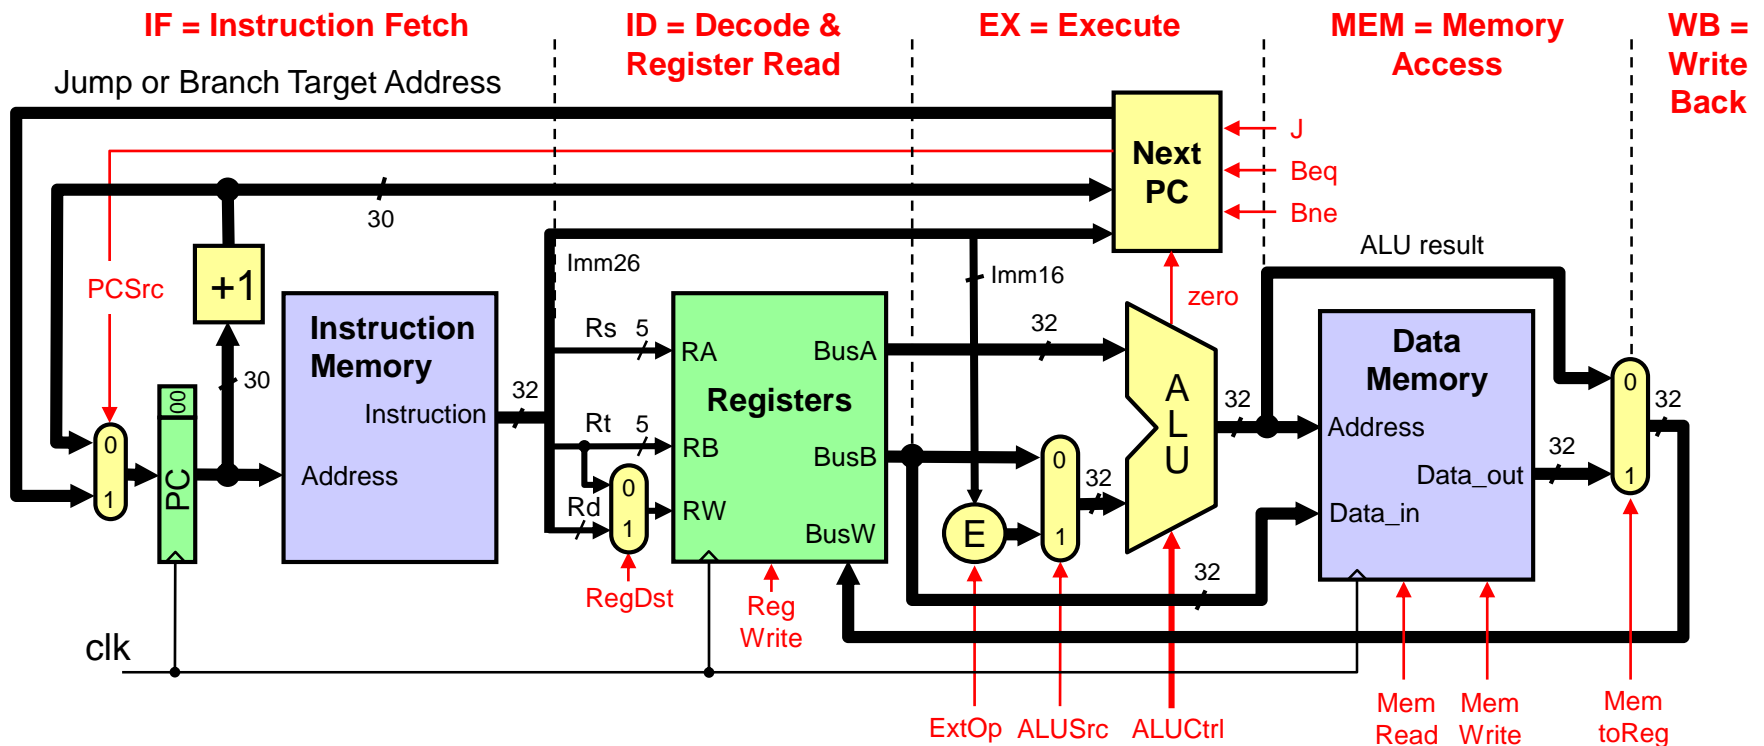 IF = Instruction Fetch
ID = Decode &
Register Read
EX = Execute
MEM = Memory
Access
WB =
Write
Back
Jump or Branch Target Address
Next
PC
J
Beq
Bne
30
PCSrc
+1
30
Imm26
Imm16
zero
ALU result
Instruction
Memory
Instruction
Address
32
00
PC
0
1
Rs
5
Rt
5
Rd
0
1
RA
RB
RW
BusA
BusB
BusW
Registers
32
0
1
32
E
ALU
32
Data
Memory
Address
Data_out
Data_in
32
32
0
1
32
RegDst
Reg
Write
clk
ExtOp
ALUSrc
ALUCtrl
Mem
Read
Mem
Write
Mem
toReg